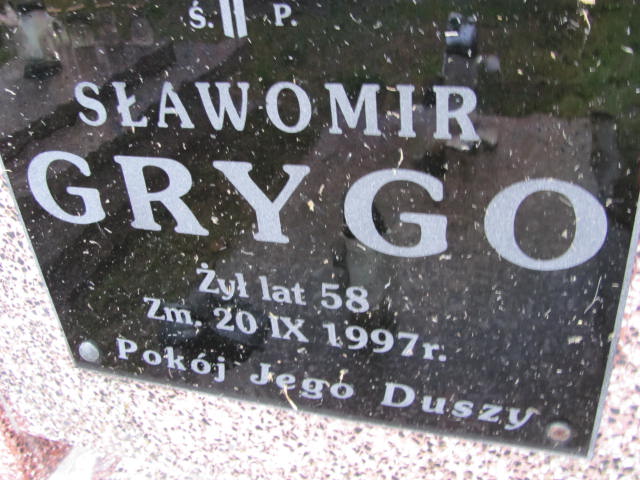 Ś. P.
SŁAWOMIR
GRYGO
Żył lat 58
Zm. 20 IX 1997r.
Pokój Jego Duszy